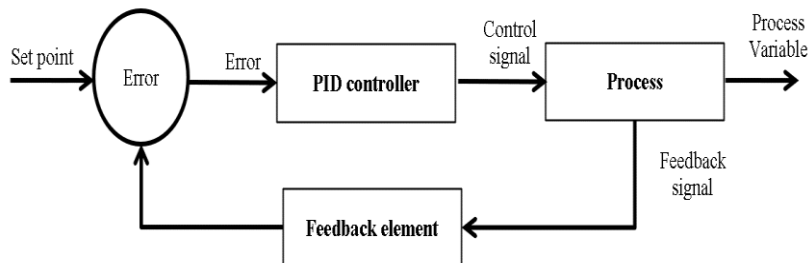 Set point
Error
Error
PID controller
Control
signal
Process
Process
Variable
Feedback
signal
Feedback element